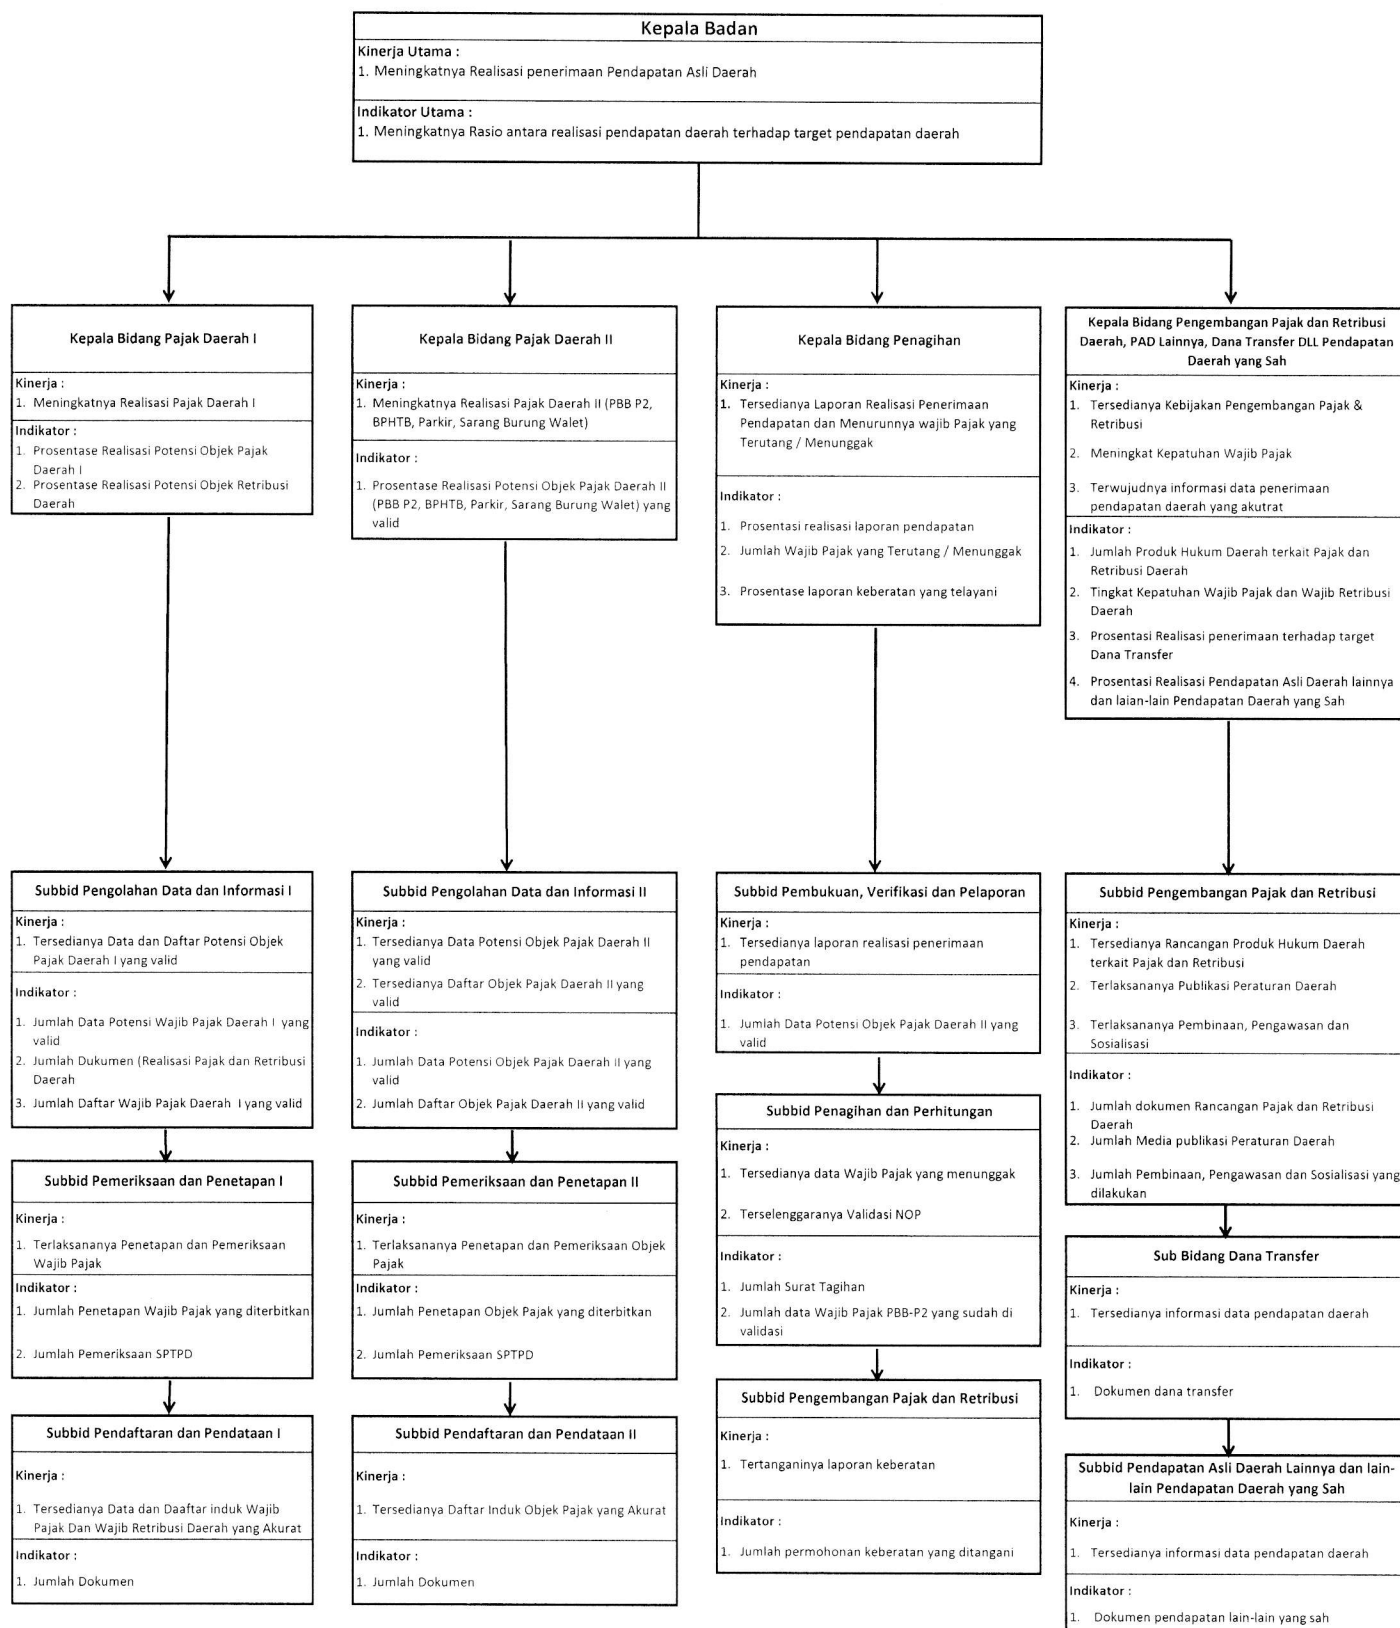 Kepala Badan
Kinerja Utama :
1. Meningkatnya Realisasi penerimaan Pendapatan Asli Daerah
Indikator Utama :
1. Meningkatnya Rasio antara realisasi pendapatan daerah terhadap target pendapatan daerah
Kepala Bidang Pajak Daerah I
Kinerja :
1. Meningkatnya Realisasi Pajak Daerah I
Indikator :
1. Prosentase Realisasi Potensi Objek Pajak
Daerah I
2. Prosentase Realisasi Potensi Objek Retribusi
Daerah
Kepala Bidang Pajak Daerah II
Kinerja :
1. Meningkatnya Realisasi Pajak Daerah II (PBB P2,
BPHTB, Parkir, Sarang Burung Walet)
Indikator :
1. Prosentase Realisasi Potensi Objek Pajak Daerah II
(PBB P2, BPHTB, Parkir, Sarang Burung Walet) yang
valid
Kepala Bidang Penagihan
Kinerja :
1. Tersedianya Laporan Realisasi Penerimaan
Pendapatan dan Menurunnya wajib Pajak yang
Terutang / Menunggak
Indikator :
1. Prosentasi realisasi laporan pendapatan
2. Jumlah Wajib Pajak yang Terutang / Menunggak
3. Prosentase laporan keberatan yang telayani
Kepala Bidang Pengembangan Pajak dan Retribusi
Daerah, PAD Lainnya, Dana Transfer DLL Pendapatan
Daerah yang Sah
Kinerja :
1. Tersedianya Kebijakan Pengembangan Pajak &
Retribusi
2. Meningkat Kepatuhan Wajib Pajak
3. Terwujudnya informasi data penerimaan
pendapatan daerah yang akutrat
Indikator :
1. Jumlah Produk Hukum Daerah terkait Pajak dan
Retribusi Daerah
2. Tingkat Kepatuhan Wajib Pajak dan Wajib Retribusi
Daerah
3. Prosentasi Realisasi penerimaan terhadap target
Dana Transfer
4. Prosentasi Realisasi Pendapatan Asli Daerah lainnya
dan laian-lain Pendapatan Daerah yang Sah
Subbid Pengolahan Data dan Informasi I
Kinerja :
1. Tersedianya Data dan Daftar Potensi Objek
Pajak Daerah I yang valid
Indikator :
1. Jumlah Data Potensi Wajib Pajak Daerah I yang
valid
2. Jumlah Dukumen (Realisasi Pajak dan Retribusi
Daerah
3. Jumlah Daftar Wajib Pajak Daerah I yang valid
Subbid Pemeriksaan dan Penetapan I
Kinerja :
1. Terlaksananya Penetapan dan Pemeriksaan
Wajib Pajak
Indikator :
1. Jumlah Penetapan Wajib Pajak yang diterbitkan
2. Jumlah Pemeriksaan SPTPD
Subbid Pendaftaran dan Pendataan I
Kinerja :
1. Tersedianya Data dan Daaftar induk Wajib
Pajak Dan Wajib Retribusi Daerah yang Akurat
Indikator :
1. Jumlah Dokumen
Subbid Pengolahan Data dan Informasi II
Kinerja :
1. Tersedianya Data Potensi Objek Pajak Daerah II
yang valid
2. Tersedianya Daftar Objek Pajak Daerah II yang
valid
Indikator :
1. Jumlah Data Potensi Objek Pajak Daerah II yang
valid
2. Jumlah Daftar Objek Pajak Daerah II yang valid
Subbid Pemeriksaan dan Penetapan II
Kinerja :
1. Terlaksananya Penetapan dan Pemeriksaan Objek
Pajak
Indikator :
1. Jumlah Penetapan Objek Pajak yang diterbitkan
2. Jumlah Pemeriksaan SPTPD
Subbid Pendaftaran dan Pendataan II
Kinerja :
1. Tersedianya Daftar Induk Objek Pajak yang Akurat
Indikator :
1. Jumlah Dokumen
Subbid Pembukuan, Verifikasi dan Pelaporan
Kinerja :
1. Tersedianya laporan realisasi penerimaan
pendapatan
Indikator :
1. Jumlah Data Potensi Objek Pajak Daerah II yang
valid
Subbid Penagihan dan Perhitungan
Kinerja :
1. Tersedianya data Wajib Pajak yang menunggak
2. Terselenggaranya Validasi NOP
Indikator :
1. Jumlah Surat Tagihan
2. Jumlah data Wajib Pajak PBB-P2 yang sudah di
validasi
Subbid Pengembangan Pajak dan Retribusi
Kinerja :
1. Tertanganinya laporan keberatan
Indikator :
1. Jumlah permohonan keberatan yang ditangani
Subbid Pengembangan Pajak dan Retribusi
Kinerja :
1. Tersedianya Rancangan Produk Hukum Daerah
terkait Pajak dan Retribusi
2. Terlaksananya Publikasi Peraturan Daerah
3. Terlaksananya Pembinaan, Pengawasan dan
Sosialisasi
Indikator :
1. Jumlah dokumen Rancangan Pajak dan Retribusi
Daerah
2. Jumlah Media publikasi Peraturan Daerah
3. Jumlah Pembinaan, Pengawasan dan Sosialisasi yang
dilakukan
Sub Bidang Dana Transfer
Kinerja :
1. Tersedianya informasi data pendapatan daerah
Indikator :
1. Dokumen dana transfer
Subbid Pendapatan Asli Daerah Lainnya dan lain-
lain Pendapatan Daerah yang Sah
Kinerja :
1. Tersedianya informasi data pendapatan daerah
Indikator :
1. Dokumen pendapatan lain-lain yang sah